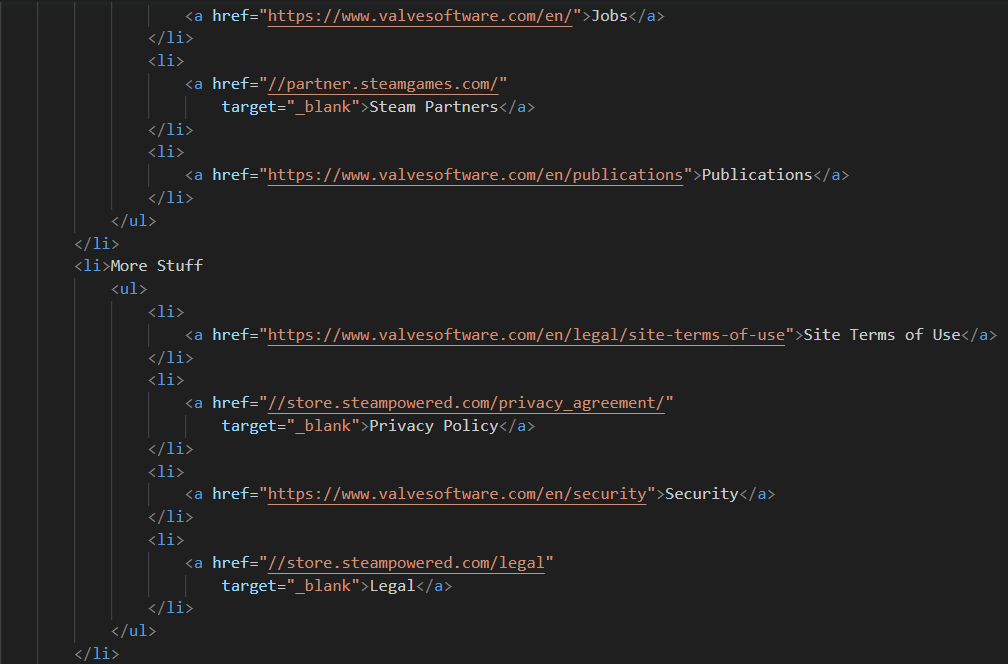 <a href="https://www.valvesoftware.com/en/">Jobs</a>
</li>
<li>
<a href="//partner.steamgames.com/"
target="_blank">Steam Partners</a>
</li>
<li>
<a href="https://www.valvesoftware.com/en/publications">Publications</a>
</li>
</ul>
</li>
<li>More Stuff
<ul>
<li>
<a href="https://www.valvesoftware.com/en/legal/site-terms-of-use">Site Terms of Use</a>
</li>
<li>
<a href="//store.steampowered.com/privacy_agreement/"
target="_blank">Privacy Policy</a>
</li>
<li>
<a href="https://www.valvesoftware.com/en/security">Security</a>
</li>
<li>
<a href="//store.steampowered.com/legal"
target="_blank">Legal</a>
</li>
</ul>
</li>